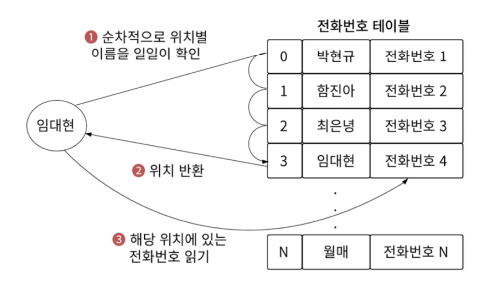 전화번호 테이블
1 순차적으로 위치별
이름을 일일이 확인
0 박현규 전화번호 1
1 함진아 전화번호 2
2 최은녕 전화번호 3
3 임대현 전화번호 4
임대현
2 위치 반환
3 해당 위치에 있는
전화번호 읽기
N 월매 전화번호 N